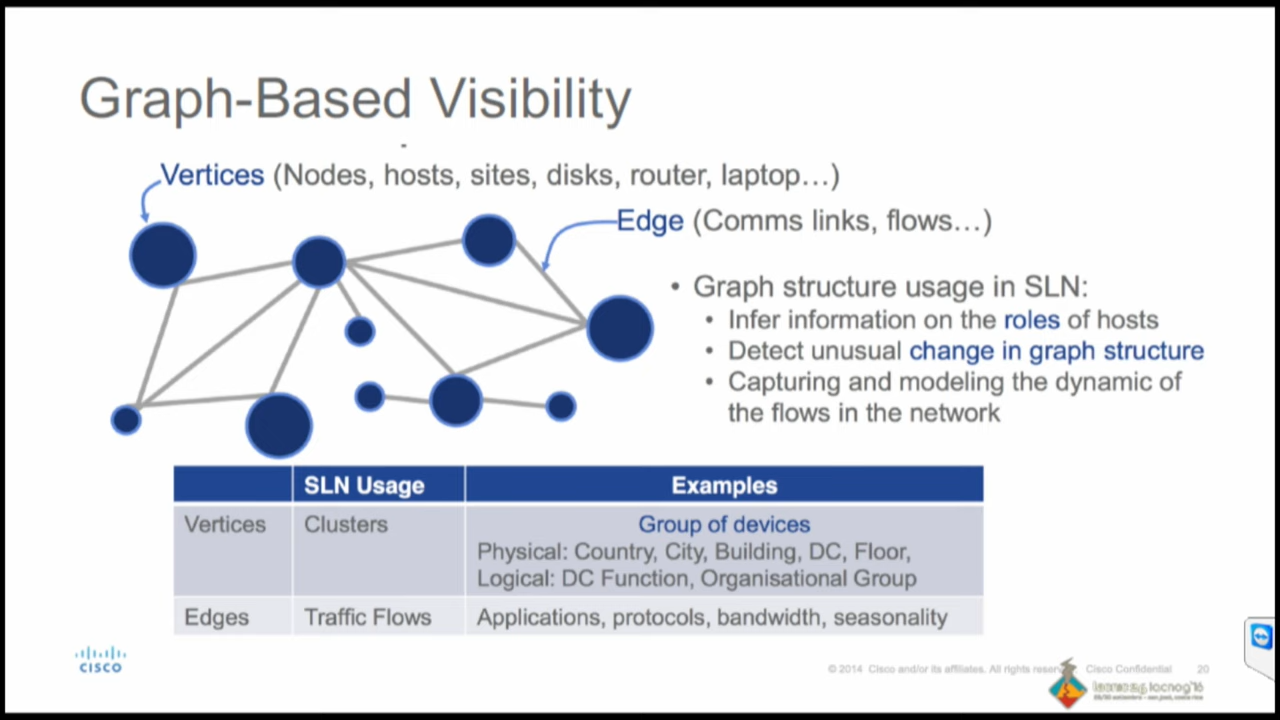 Graph-Based Visibility
Vertices (Nodes, hosts, sites, disks, router, laptop…)
Edge (Comms links, flows…)
• Graph structure usage in SLN:
• Infer information on the roles of hosts
• Detect unusual change in graph structure
• Capturing and modeling the dynamic of
the flows in the network
SLN Usage Examples
Vertices Clusters Group of devices
Physical: Country, City, Building, DC, Floor,
Logical: DC Function, Organisational Group
Edges Traffic Flows Applications, protocols, bandwidth, seasonality
CISCO
© 2014 Cisco and/or its affiliates. All rights Cisco Confidential 20
lacnog'16